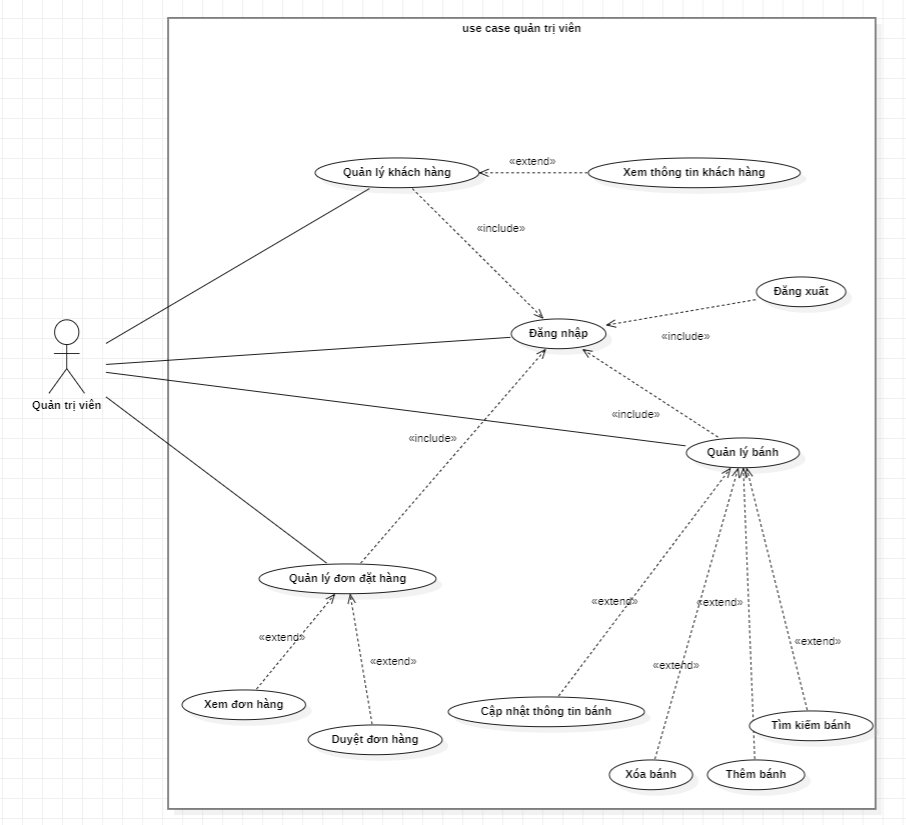 use case quản trị viên
«extend»
Quản lý khách hàng
Xem thông tin khách hàng
«include»
Đăng xuất
Đăng nhập
«include»
Quản trị viên
«include»
«include»
Quản lý bánh
Quản lý đơn đặt hàng
«extend»
«extend»
«extend»
«extend»
«extend»
«extend»
Xem đơn hàng
Cập nhật thông tin bánh
Tìm kiếm bánh
Duyệt đơn hàng
Xóa bánh
Thêm bánh